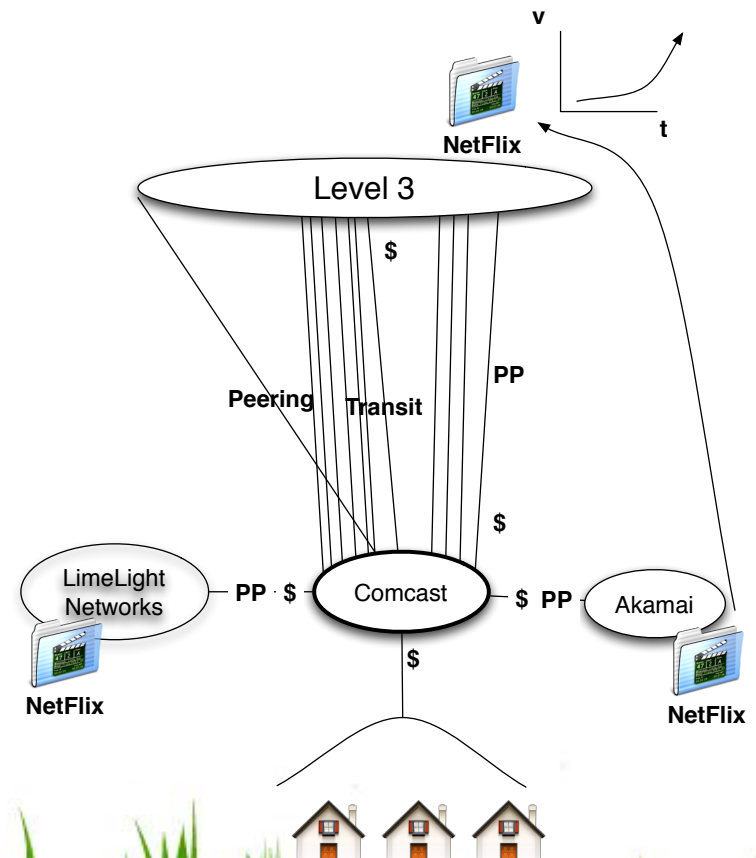 v
t
NetFlix
Level 3
$
PP
Peering
Transit
$
LimeLight
Networks
PP $
Comcast
$ PP
Akamai
$
NetFlix
NetFlix